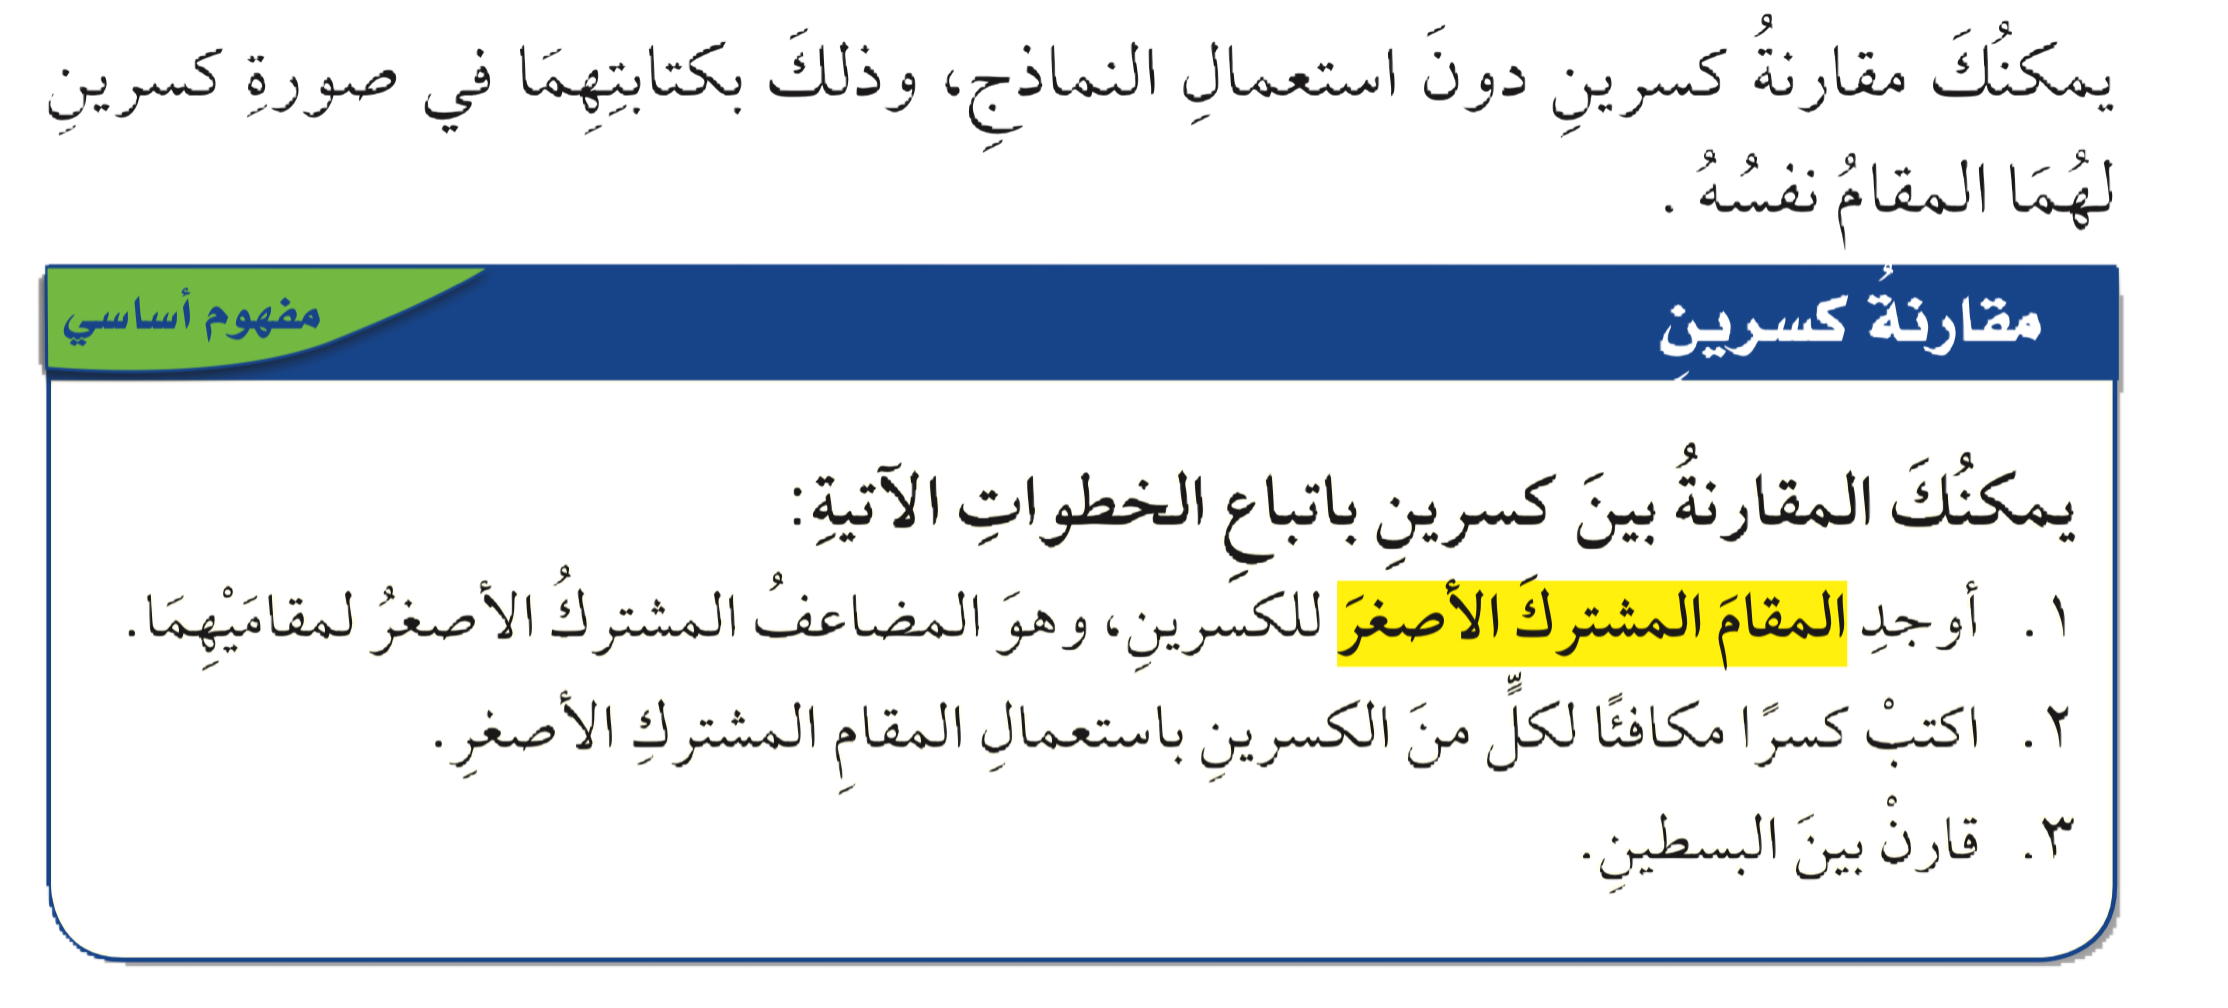 يمكنُكَ مقارنةُ كسرينِ دونَ استعمالِ النماذجِ، وذلكَ بكتابتِهِمَا في صورةِ كسرينِ
لهُمَا المقامُ نفسُهُ .
مقارنةُ كسرينِ
مفهوم أساسي
يمكنُكَ المقارنةُ بينَ كسرينِ باتباعِ الخطواتِ الآتيةِ:
١. أوجدِ المقامَ المشتركَ الأصغرَ للكسرينِ، وهوَ المضاعفُ المشتركُ الأصغرُ لمقامَيْهِمَا.
٢. اكتبْ كسرًا مكافئًا لكلٍّ منَ الكسرينِ باستعمالِ المقامِ المشتركِ الأصغرِ.
٣. قارنْ بينَ البسطينِ.